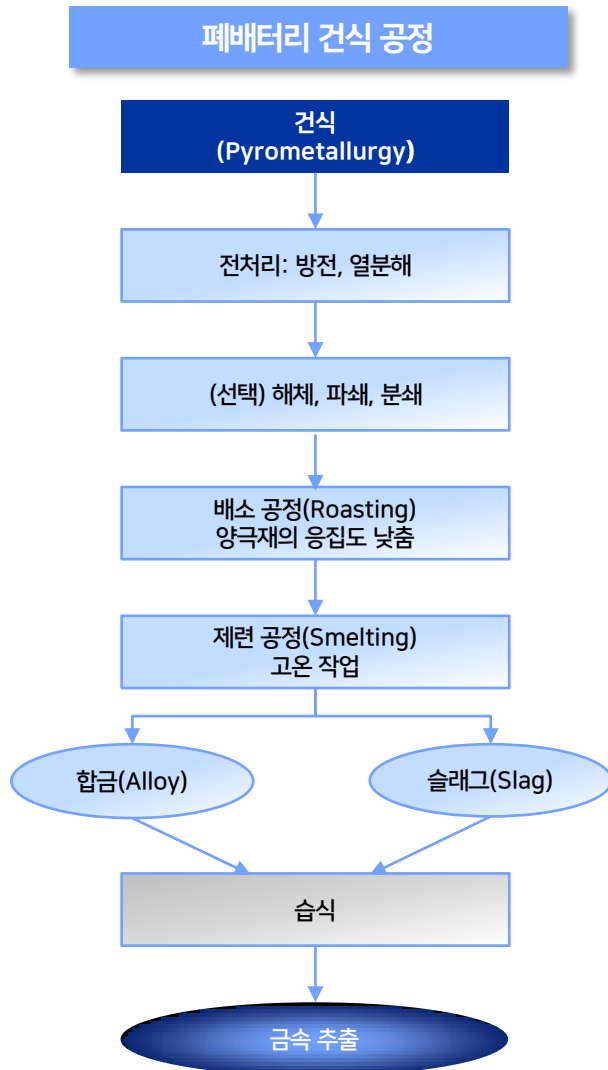 폐배터리 건식 공정
건식
(Pyrometallurgy)
전처리: 방전, 열분해
(선택) 해체, 파쇄, 분쇄
배소 공정(Roasting)
양극재의 응집도 낮춤
제련 공정(Smelting)
고온 작업
합금(Alloy)
슬래그(Slag)
습식
금속 추출